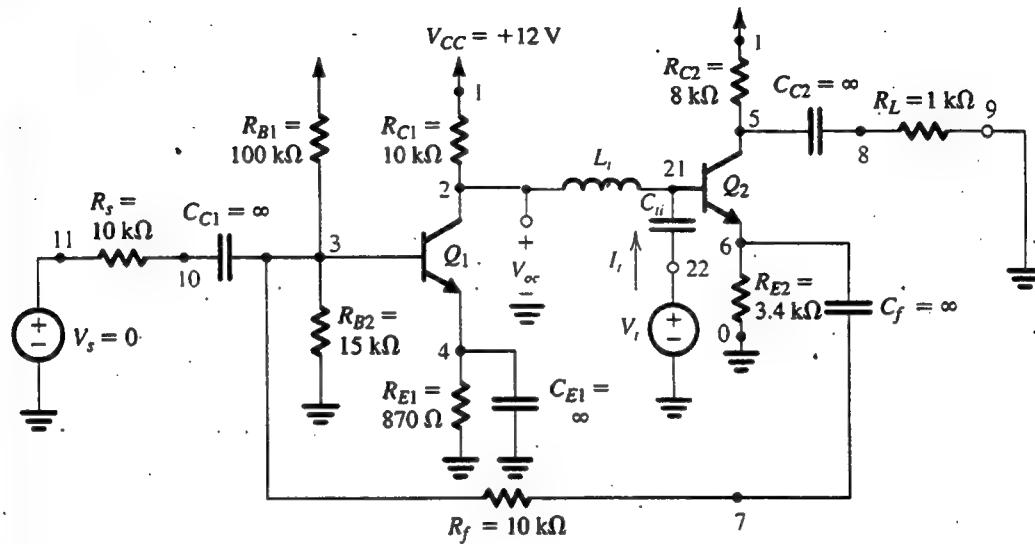 V_CC = +12 V
1
1
R_B1 =
100 kΩ
R_C1 =
10 kΩ
R_C2 =
8 kΩ
C_C2 = ∞
R_L = 1 kΩ
9
5
8
R_s =
10 kΩ
C_C1 = ∞
11
10
3
2
L_t
21
Q_2
C_ti
Q_1
+
V_oc
−
I_t
22
6
+
−
V_s = 0
R_B2 =
15 kΩ
V_t
+
−
R_E2 =
3.4 kΩ
0
C_f = ∞
4
R_E1 =
870 Ω
C_E1 =
∞
R_f = 10 kΩ
7